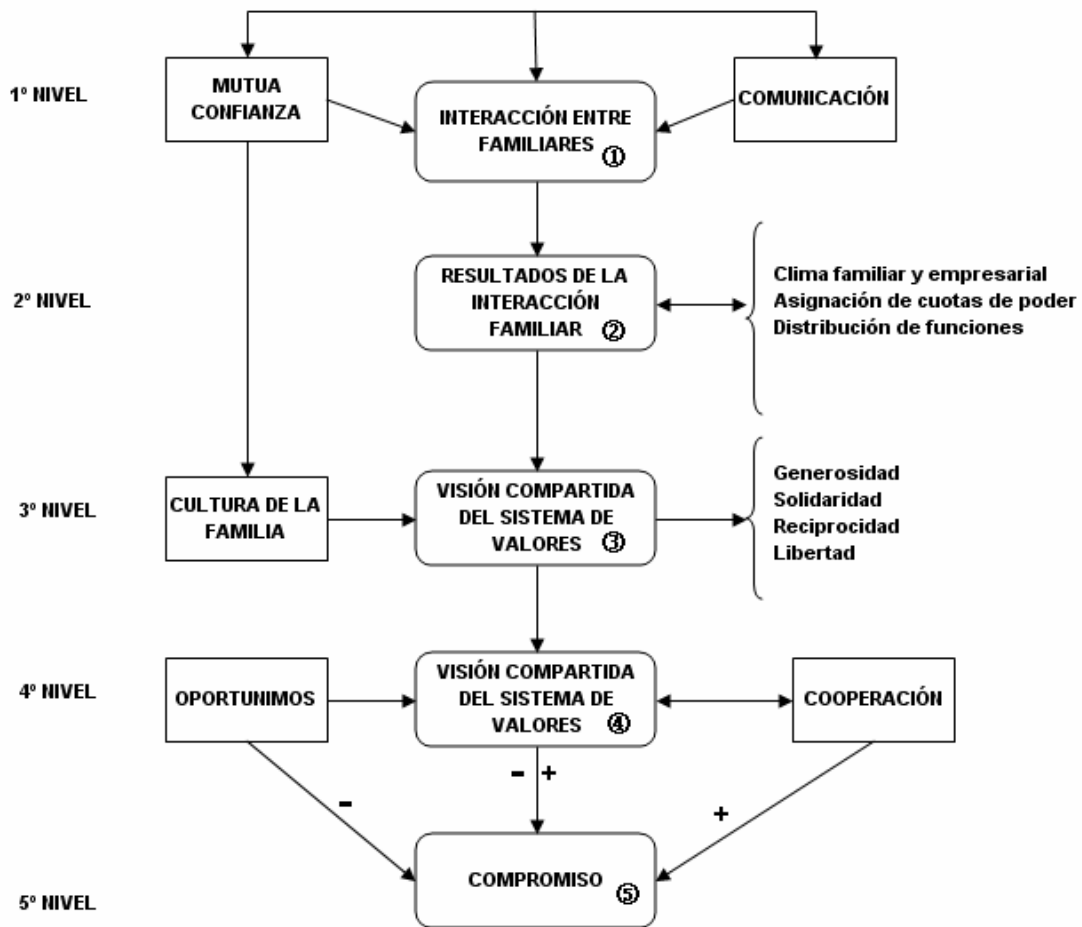 1º NIVEL
MUTUA
CONFIANZA
INTERACCIÓN ENTRE
FAMILIARES ①
COMUNICACIÓN
2º NIVEL
RESULTADOS DE LA
INTERACCIÓN
FAMILIAR ②
Clima familiar y empresarial
Asignación de cuotas de poder
Distribución de funciones
3º NIVEL
CULTURA DE LA
FAMILIA
VISIÓN COMPARTIDA
DEL SISTEMA DE
VALORES ③
Generosidad
Solidaridad
Reciprocidad
Libertad
4º NIVEL
OPORTUNIMOS
VISIÓN COMPARTIDA
DEL SISTEMA DE
VALORES ④
COOPERACIÓN
- +
-
+
COMPROMISO
⑤
5º NIVEL